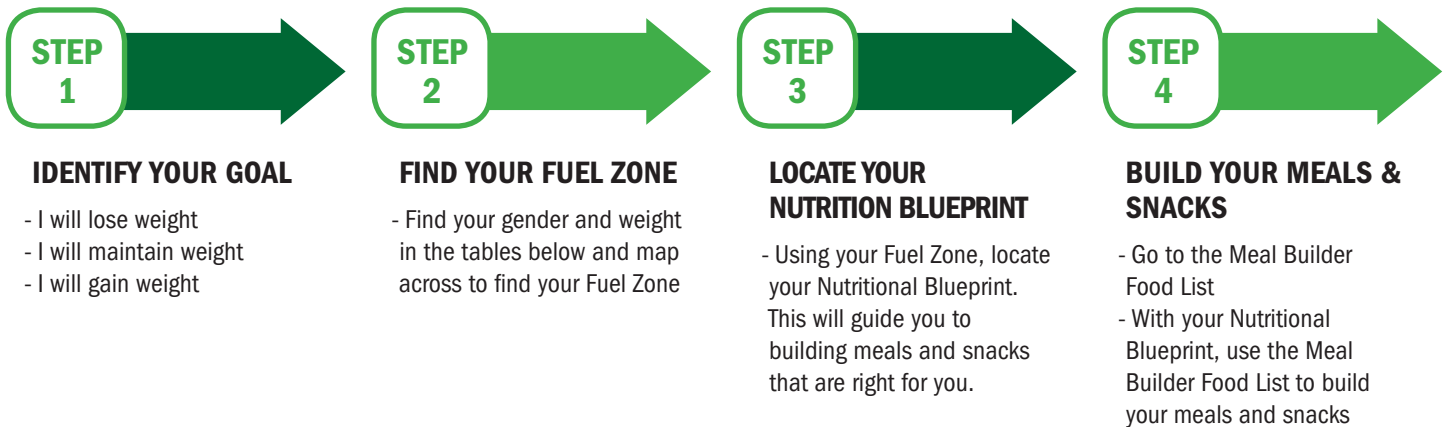 STEP
1
IDENTIFY YOUR GOAL
- I will lose weight
- I will maintain weight
- I will gain weight
STEP
2
FIND YOUR FUEL ZONE
- Find your gender and weight
in the tables below and map
across to find your Fuel Zone
STEP
3
LOCATE YOUR
NUTRITION BLUEPRINT
- Using your Fuel Zone, locate
your Nutritional Blueprint.
This will guide you to
building meals and snacks
that are right for you.
STEP
4
BUILD YOUR MEALS &
SNACKS
- Go to the Meal Builder
Food List
- With your Nutritional
Blueprint, use the Meal
Builder Food List to build
your meals and snacks